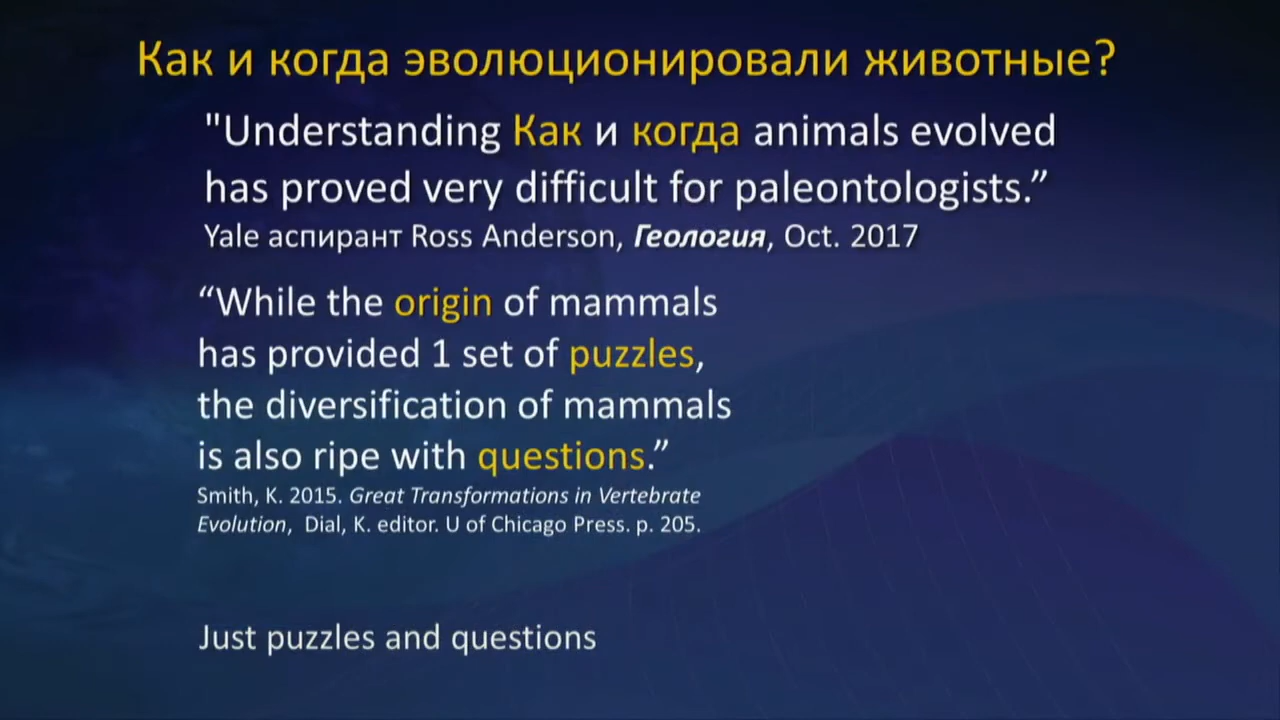 Как и когда эволюционировали животные?
"Understanding Как и когда animals evolved
has proved very difficult for paleontologists.”
Yale аспирант Ross Anderson, Геология, Oct. 2017
“While the origin of mammals
has provided 1 set of puzzles,
the diversification of mammals
is also ripe with questions.”
Smith, K. 2015. Great Transformations in Vertebrate
Evolution, Dial, K. editor. U of Chicago Press. p. 205.
Just puzzles and questions